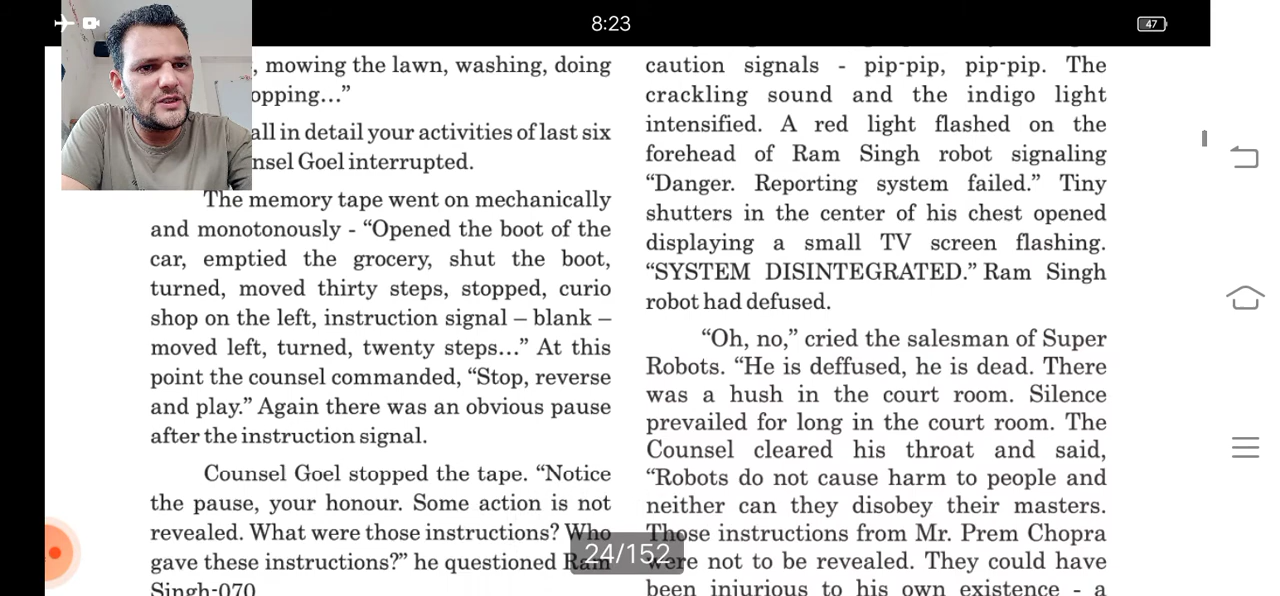 8:23
47
, mowing the lawn, washing, doing
opping…”
all in detail your activities of last six
nsel Goel interrupted.
The memory tape went on mechanically
and monotonously - “Opened the boot of the
car, emptied the grocery, shut the boot,
turned, moved thirty steps, stopped, curio
shop on the left, instruction signal – blank –
moved left, turned, twenty steps…” At this
point the counsel commanded, “Stop, reverse
and play.” Again there was an obvious pause
after the instruction signal.
Counsel Goel stopped the tape. “Notice
the pause, your honour. Some action is not
revealed. What were those instructions? Who
gave these instructions?” he questioned Ram
Singh-070
caution signals - pip-pip, pip-pip. The
crackling sound and the indigo light
intensified. A red light flashed on the
forehead of Ram Singh robot signaling
“Danger. Reporting system failed.” Tiny
shutters in the center of his chest opened
displaying a small TV screen flashing.
“SYSTEM DISINTEGRATED.” Ram Singh
robot had defused.
“Oh, no,” cried the salesman of Super
Robots. “He is deffused, he is dead. There
was a hush in the court room. Silence
prevailed for long in the court room. The
Counsel cleared his throat and said,
“Robots do not cause harm to people and
neither can they disobey their masters.
Those instructions from Mr. Prem Chopra
were not to be revealed. They could have
been injurious to his own existence - a
24/152